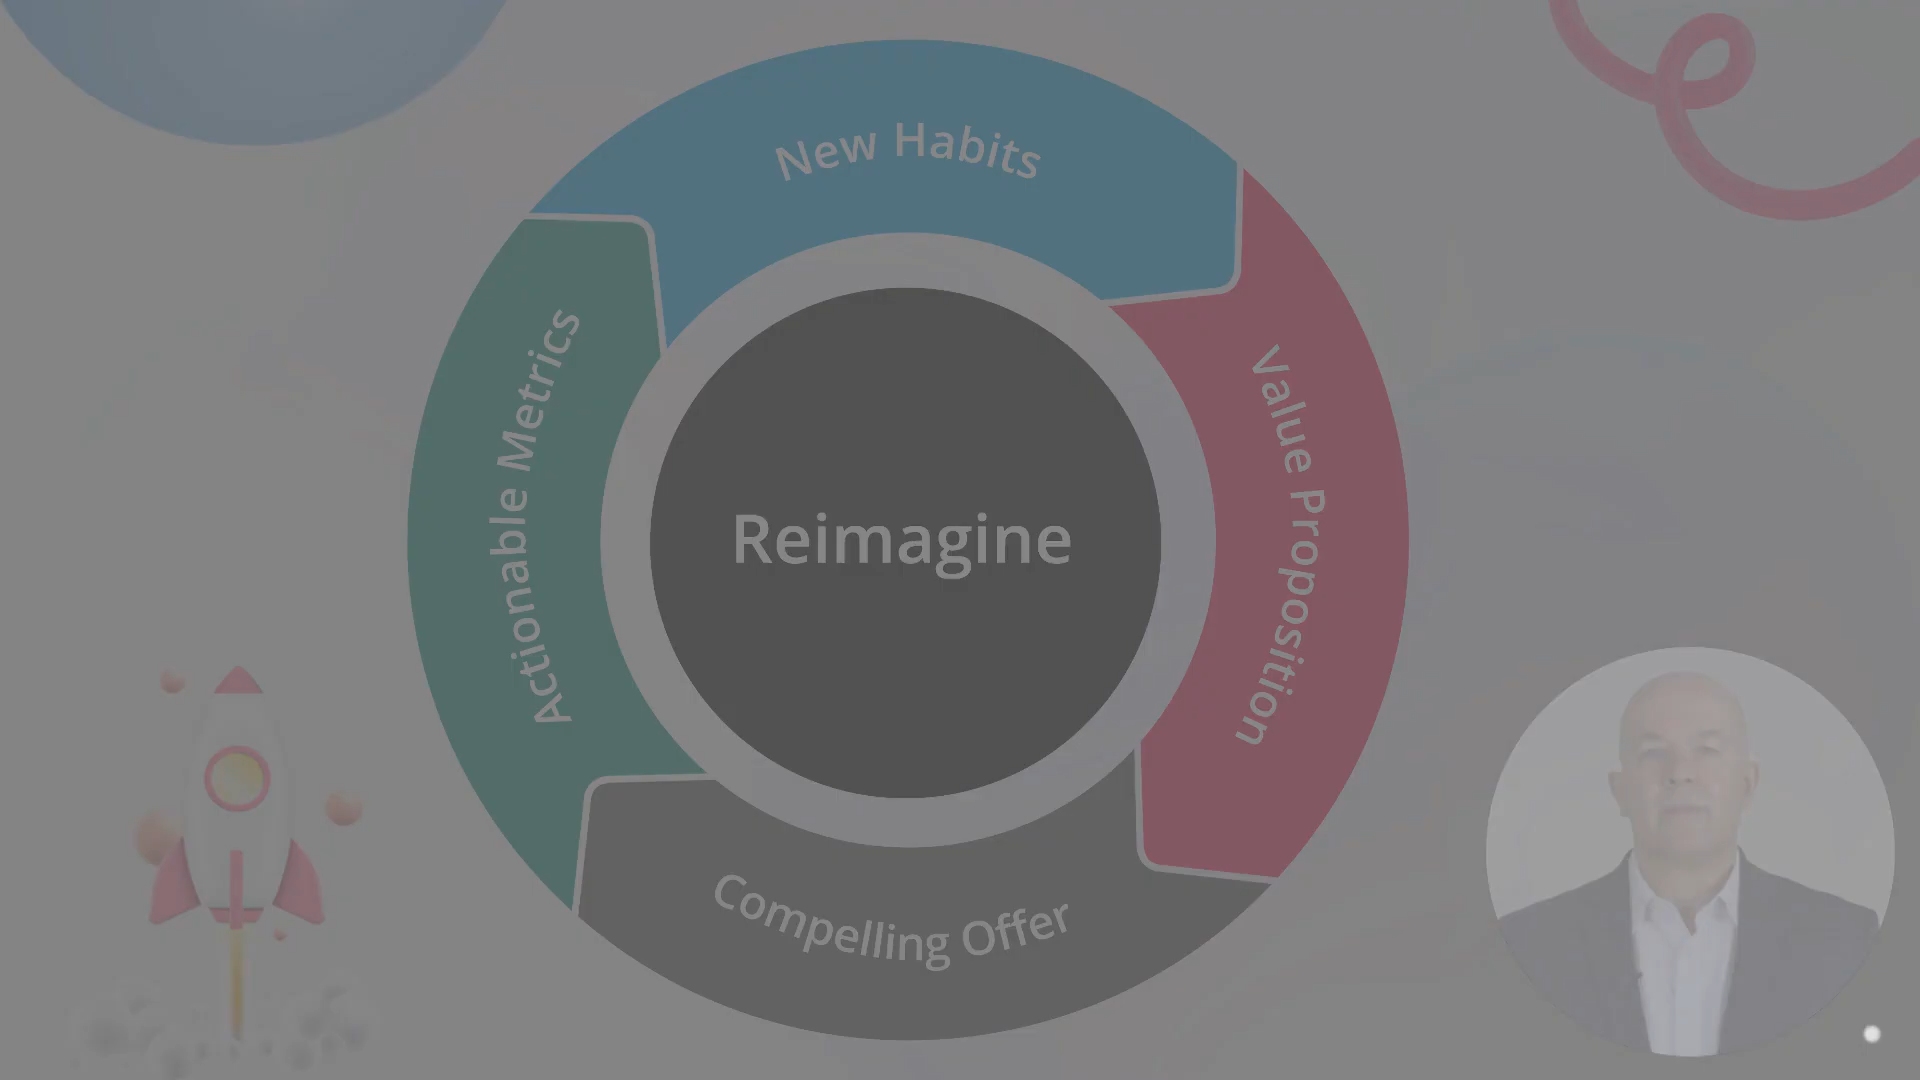 New Habits
Value Proposition
Compelling Offer
Actionable Metrics
Reimagine